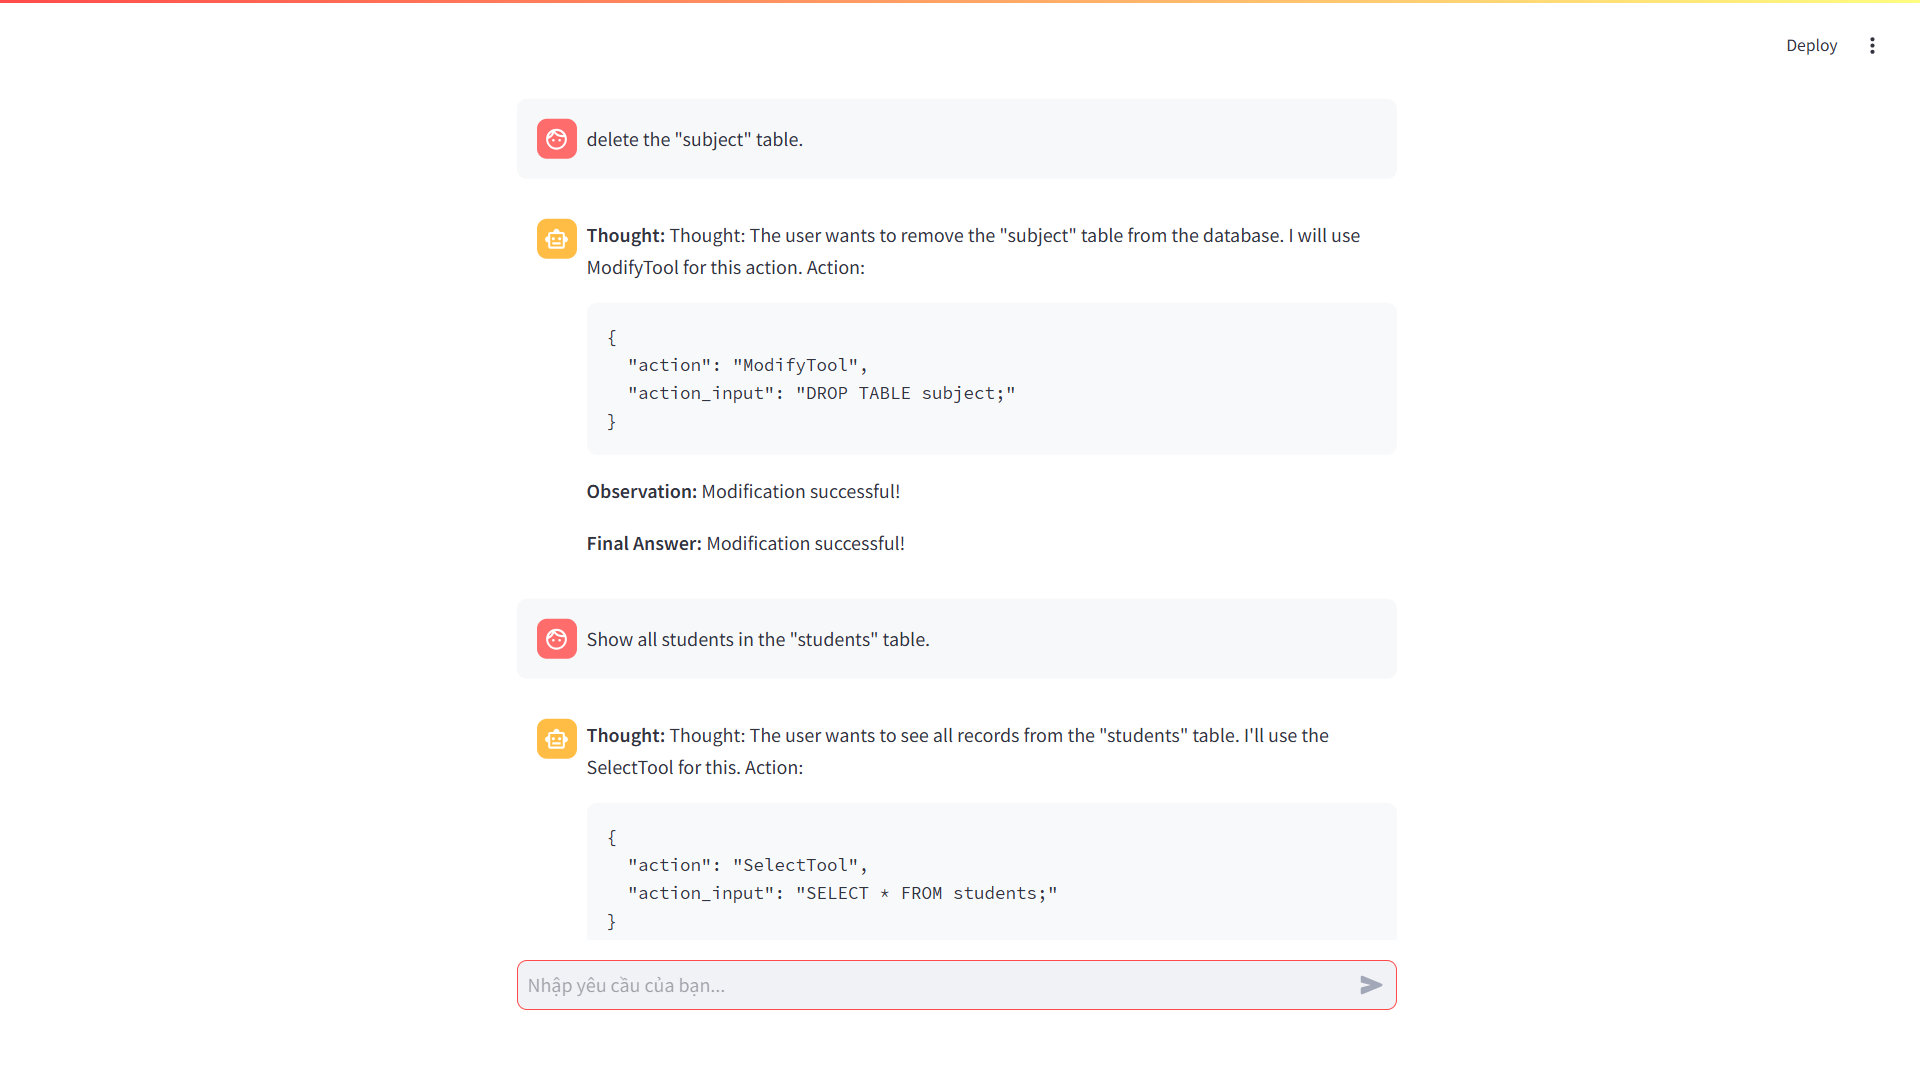 Deploy
delete the "subject" table.
Thought: Thought: The user wants to remove the "subject" table from the database. I will use
ModifyTool for this action. Action:
{
  "action": "ModifyTool",
  "action_input": "DROP TABLE subject;"
}
Observation: Modification successful!
Final Answer: Modification successful!
Show all students in the "students" table.
Thought: Thought: The user wants to see all records from the "students" table. I'll use the
SelectTool for this. Action:
{
  "action": "SelectTool",
  "action_input": "SELECT * FROM students;"
}
Nhập yêu cầu của bạn...